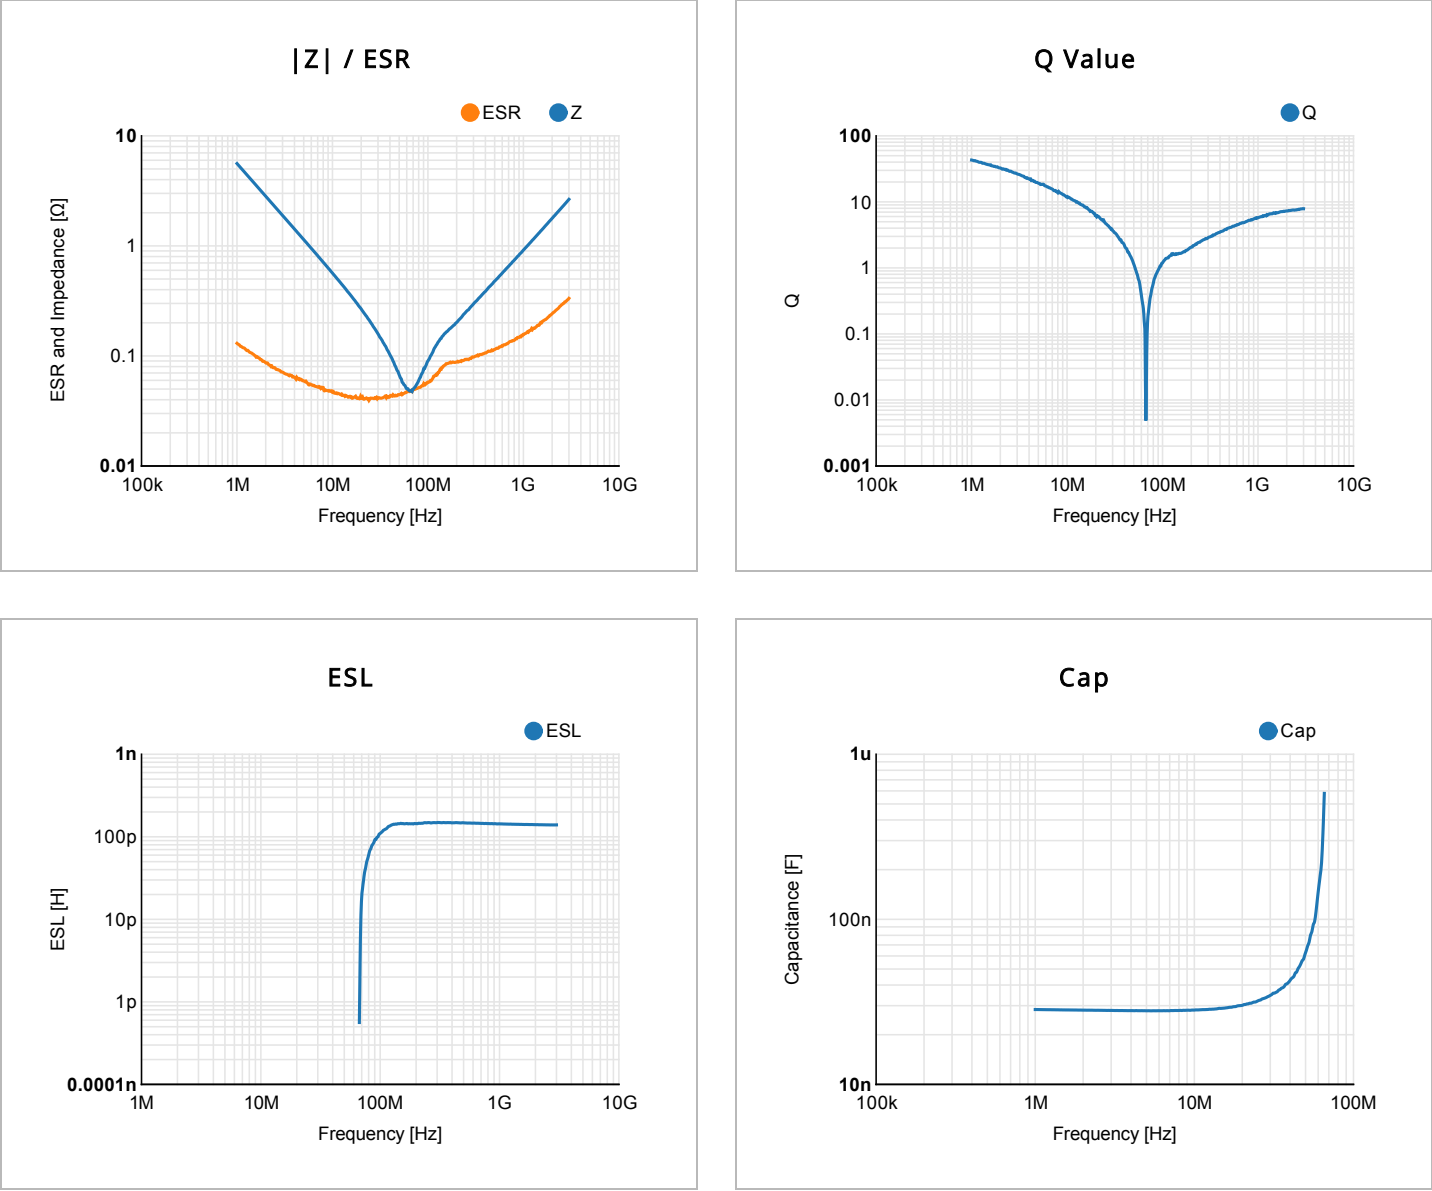 |Z| / ESR
ESR Z
10
1
0.1
0.01
ESR and Impedance [Ω]
100k 1M 10M 100M 1G 10G
Frequency [Hz]
Q Value
Q
100
10
1
0.1
0.01
0.001
Q
100k 1M 10M 100M 1G 10G
Frequency [Hz]
ESL
ESL
1n
100p
10p
1p
0.0001n
ESL [H]
1M 10M 100M 1G 10G
Frequency [Hz]
Cap
Cap
1u
100n
10n
Capacitance [F]
100k 1M 10M 100M
Frequency [Hz]